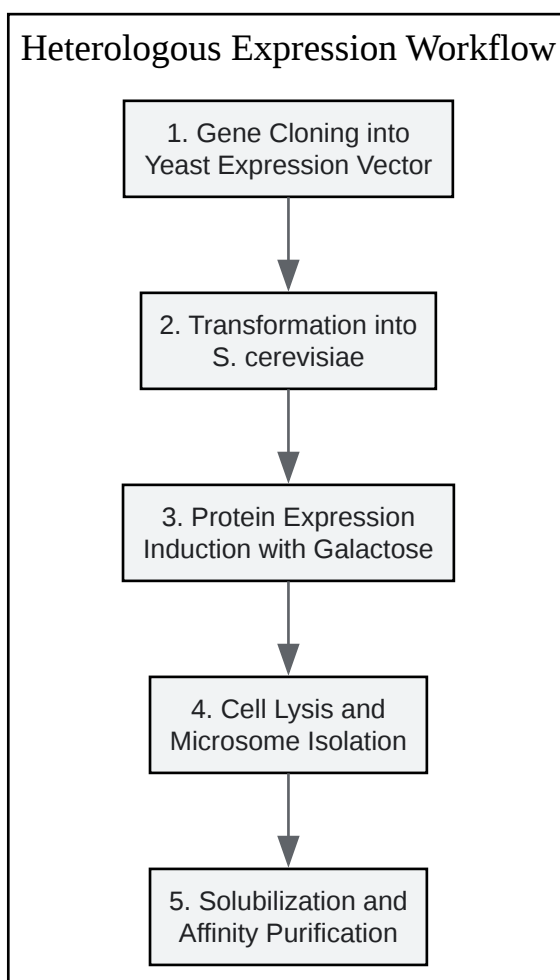 Heterologous Expression Workflow
1. Gene Cloning into
Yeast Expression Vector
2. Transformation into
S. cerevisiae
3. Protein Expression
Induction with Galactose
4. Cell Lysis and
Microsome Isolation
5. Solubilization and
Affinity Purification